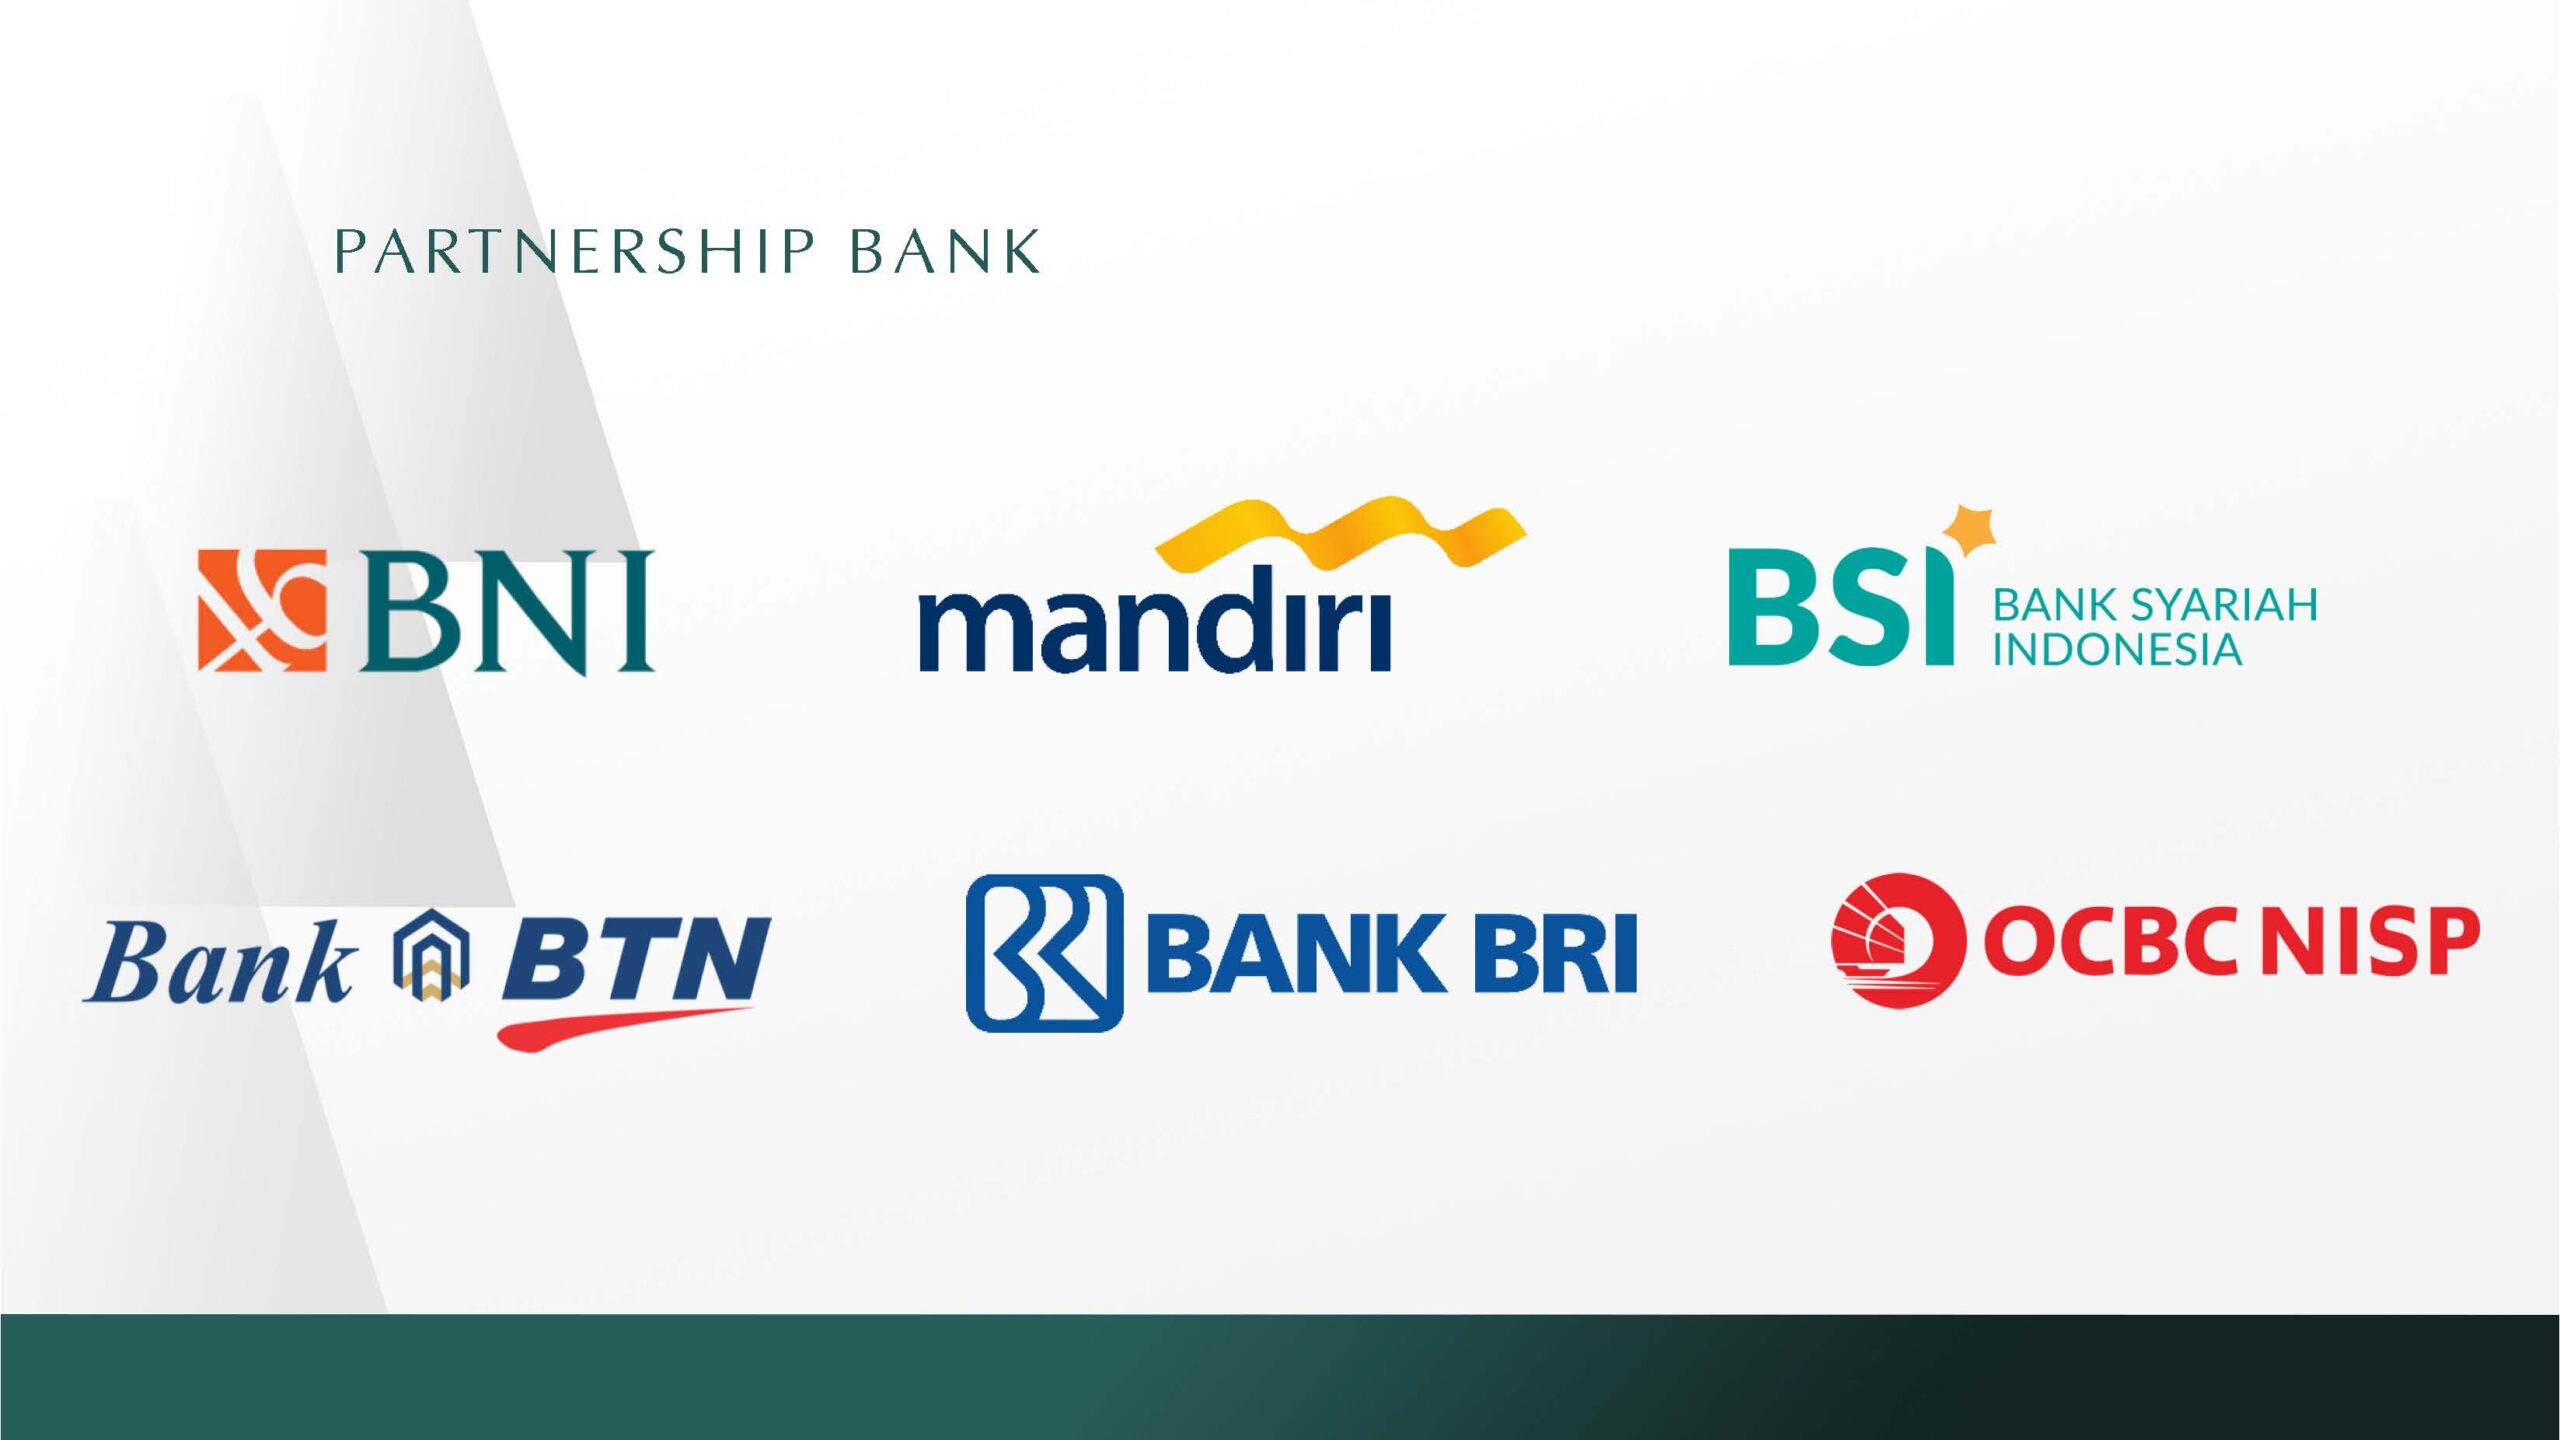 PARTNERSHIP BANK
BNI
mandiri
BSI BANK SYARIAH
INDONESIA
Bank BTN
BANK BRI
OCBC NISP